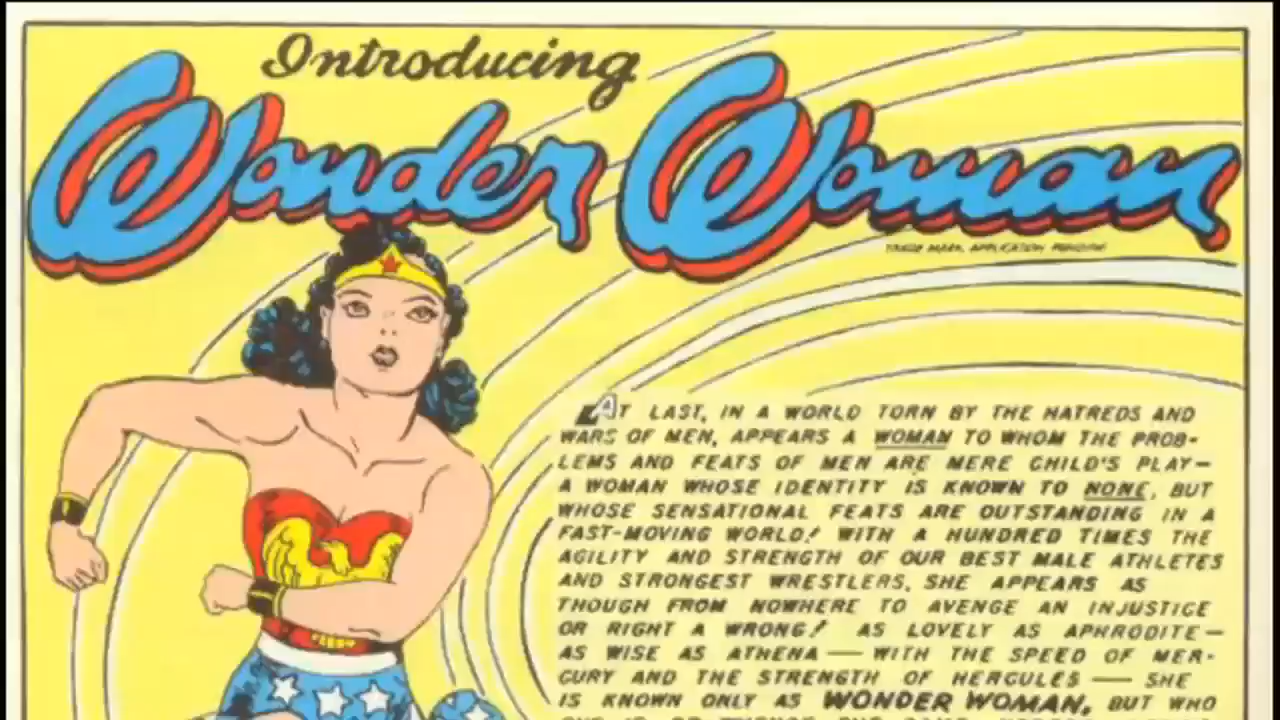 Introducing
Wonder Woman
TRADE MARK APPLICATION PENDING
AT LAST, IN A WORLD TORN BY THE HATREDS AND
WARS OF MEN, APPEARS A WOMAN TO WHOM THE PROB-
LEMS AND FEATS OF MEN ARE MERE CHILD'S PLAY—
A WOMAN WHOSE IDENTITY IS KNOWN TO NONE, BUT
WHOSE SENSATIONAL FEATS ARE OUTSTANDING IN A
FAST-MOVING WORLD! WITH A HUNDRED TIMES THE
AGILITY AND STRENGTH OF OUR BEST MALE ATHLETES
AND STRONGEST WRESTLERS, SHE APPEARS AS
THOUGH FROM NOWHERE TO AVENGE AN INJUSTICE
OR RIGHT A WRONG! AS LOVELY AS APHRODITE—
AS WISE AS ATHENA — WITH THE SPEED OF MER-
CURY AND THE STRENGTH OF HERCULES — SHE
IS KNOWN ONLY AS WONDER WOMAN, BUT WHO